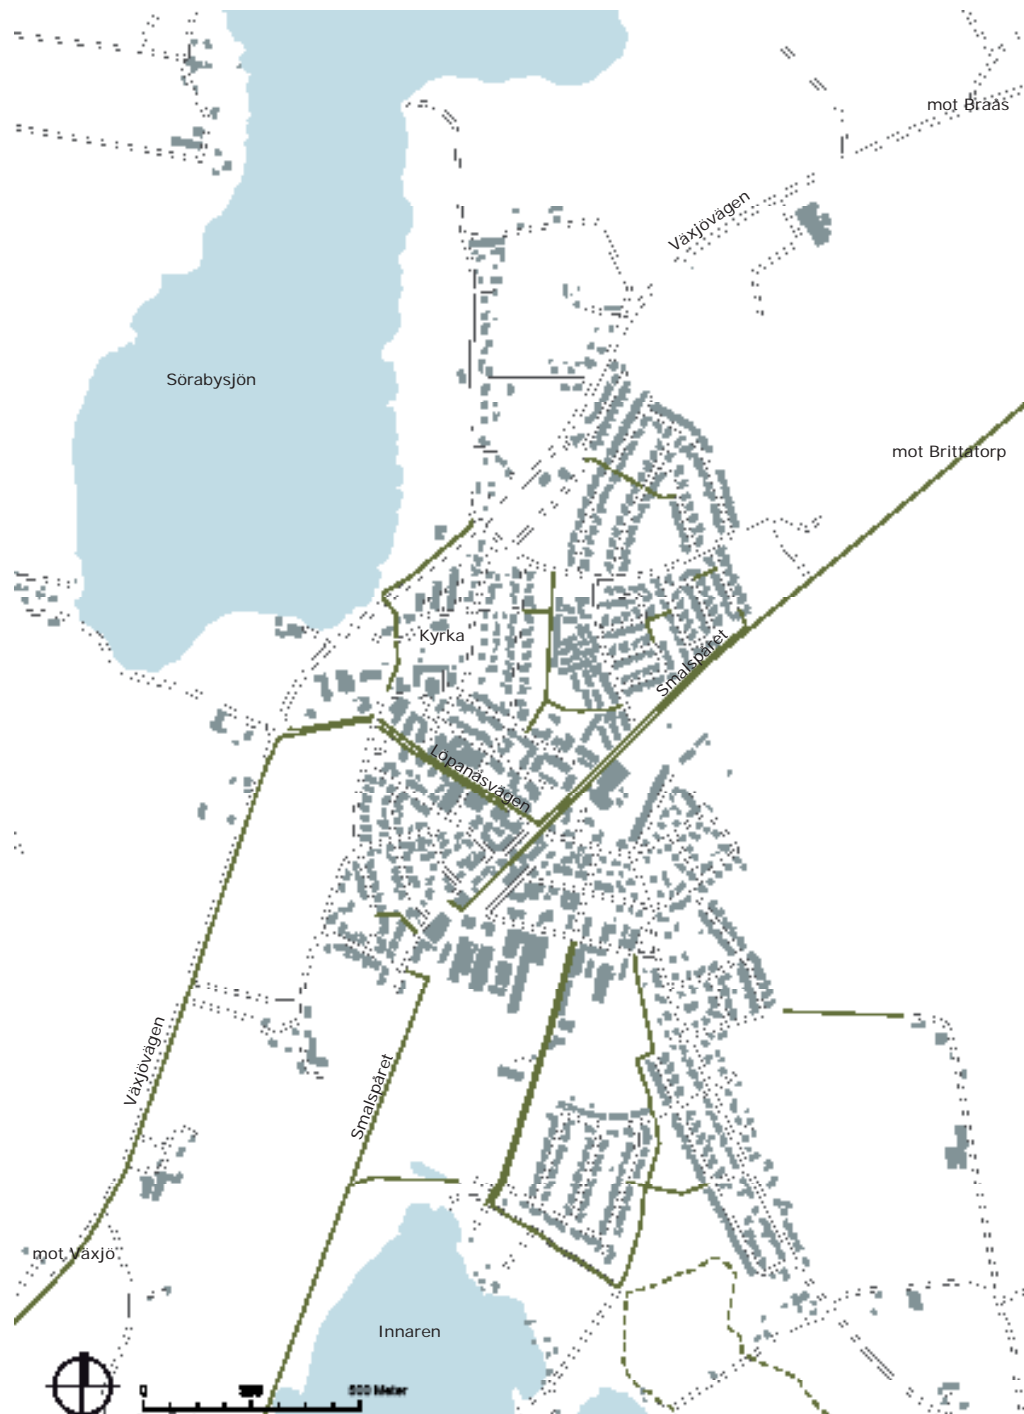 mot Braås
Växjövägen
Sörabysjön
mot Brittatorp
Kyrka
Smalspåret
Löpanäsvägen
Växjövägen
Smalspåret
mot Växjö
Innaren
0
500 Meter